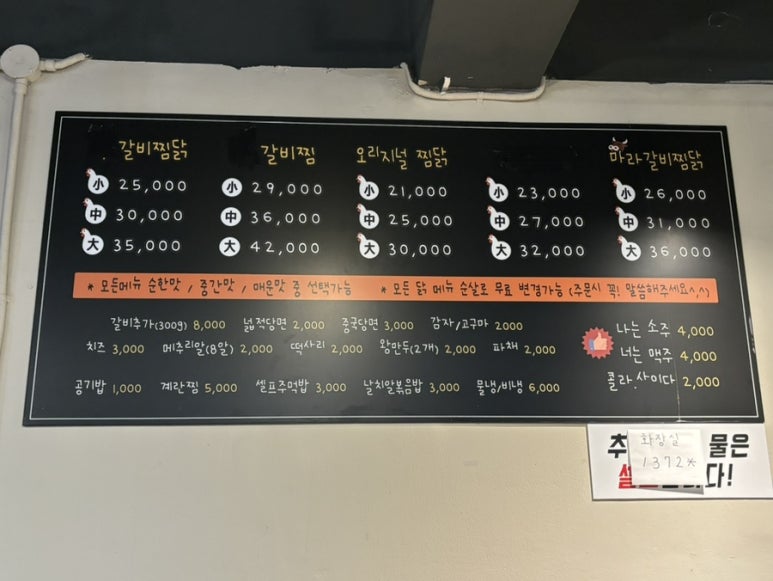 갈비찜닭 갈비찜 오리지널 찜닭 마라갈비찜닭
小 25,000 小 29,000 小 21,000 小 23,000 小 26,000
中 30,000 中 36,000 中 25,000 中 27,000 中 31,000
大 35,000 大 42,000 大 30,000 大 32,000 大 36,000
* 모든메뉴 순한맛 / 중간맛 / 매운맛 중 선택가능 * 모든 닭 메뉴 순살로 무료 변경가능 (주문시 꼭! 말씀해주세요^,^)
갈비추가(300g) 8,000 넓적당면 2,000 중국당면 3,000 감자/고구마 2000
치즈 3,000 메추리알(8알) 2,000 떡사리 2,000 왕만두(2개) 2,000 파채 2,000
공기밥 1,000 계란찜 5,000 셀프주먹밥 3,000 날치알볶음밥 3,000 물냉/비냉 6,000
나는 소주 4,000
너는 맥주 4,000
콜라.사이다 2,000
추 물은
셀 다!
화장실
1372*